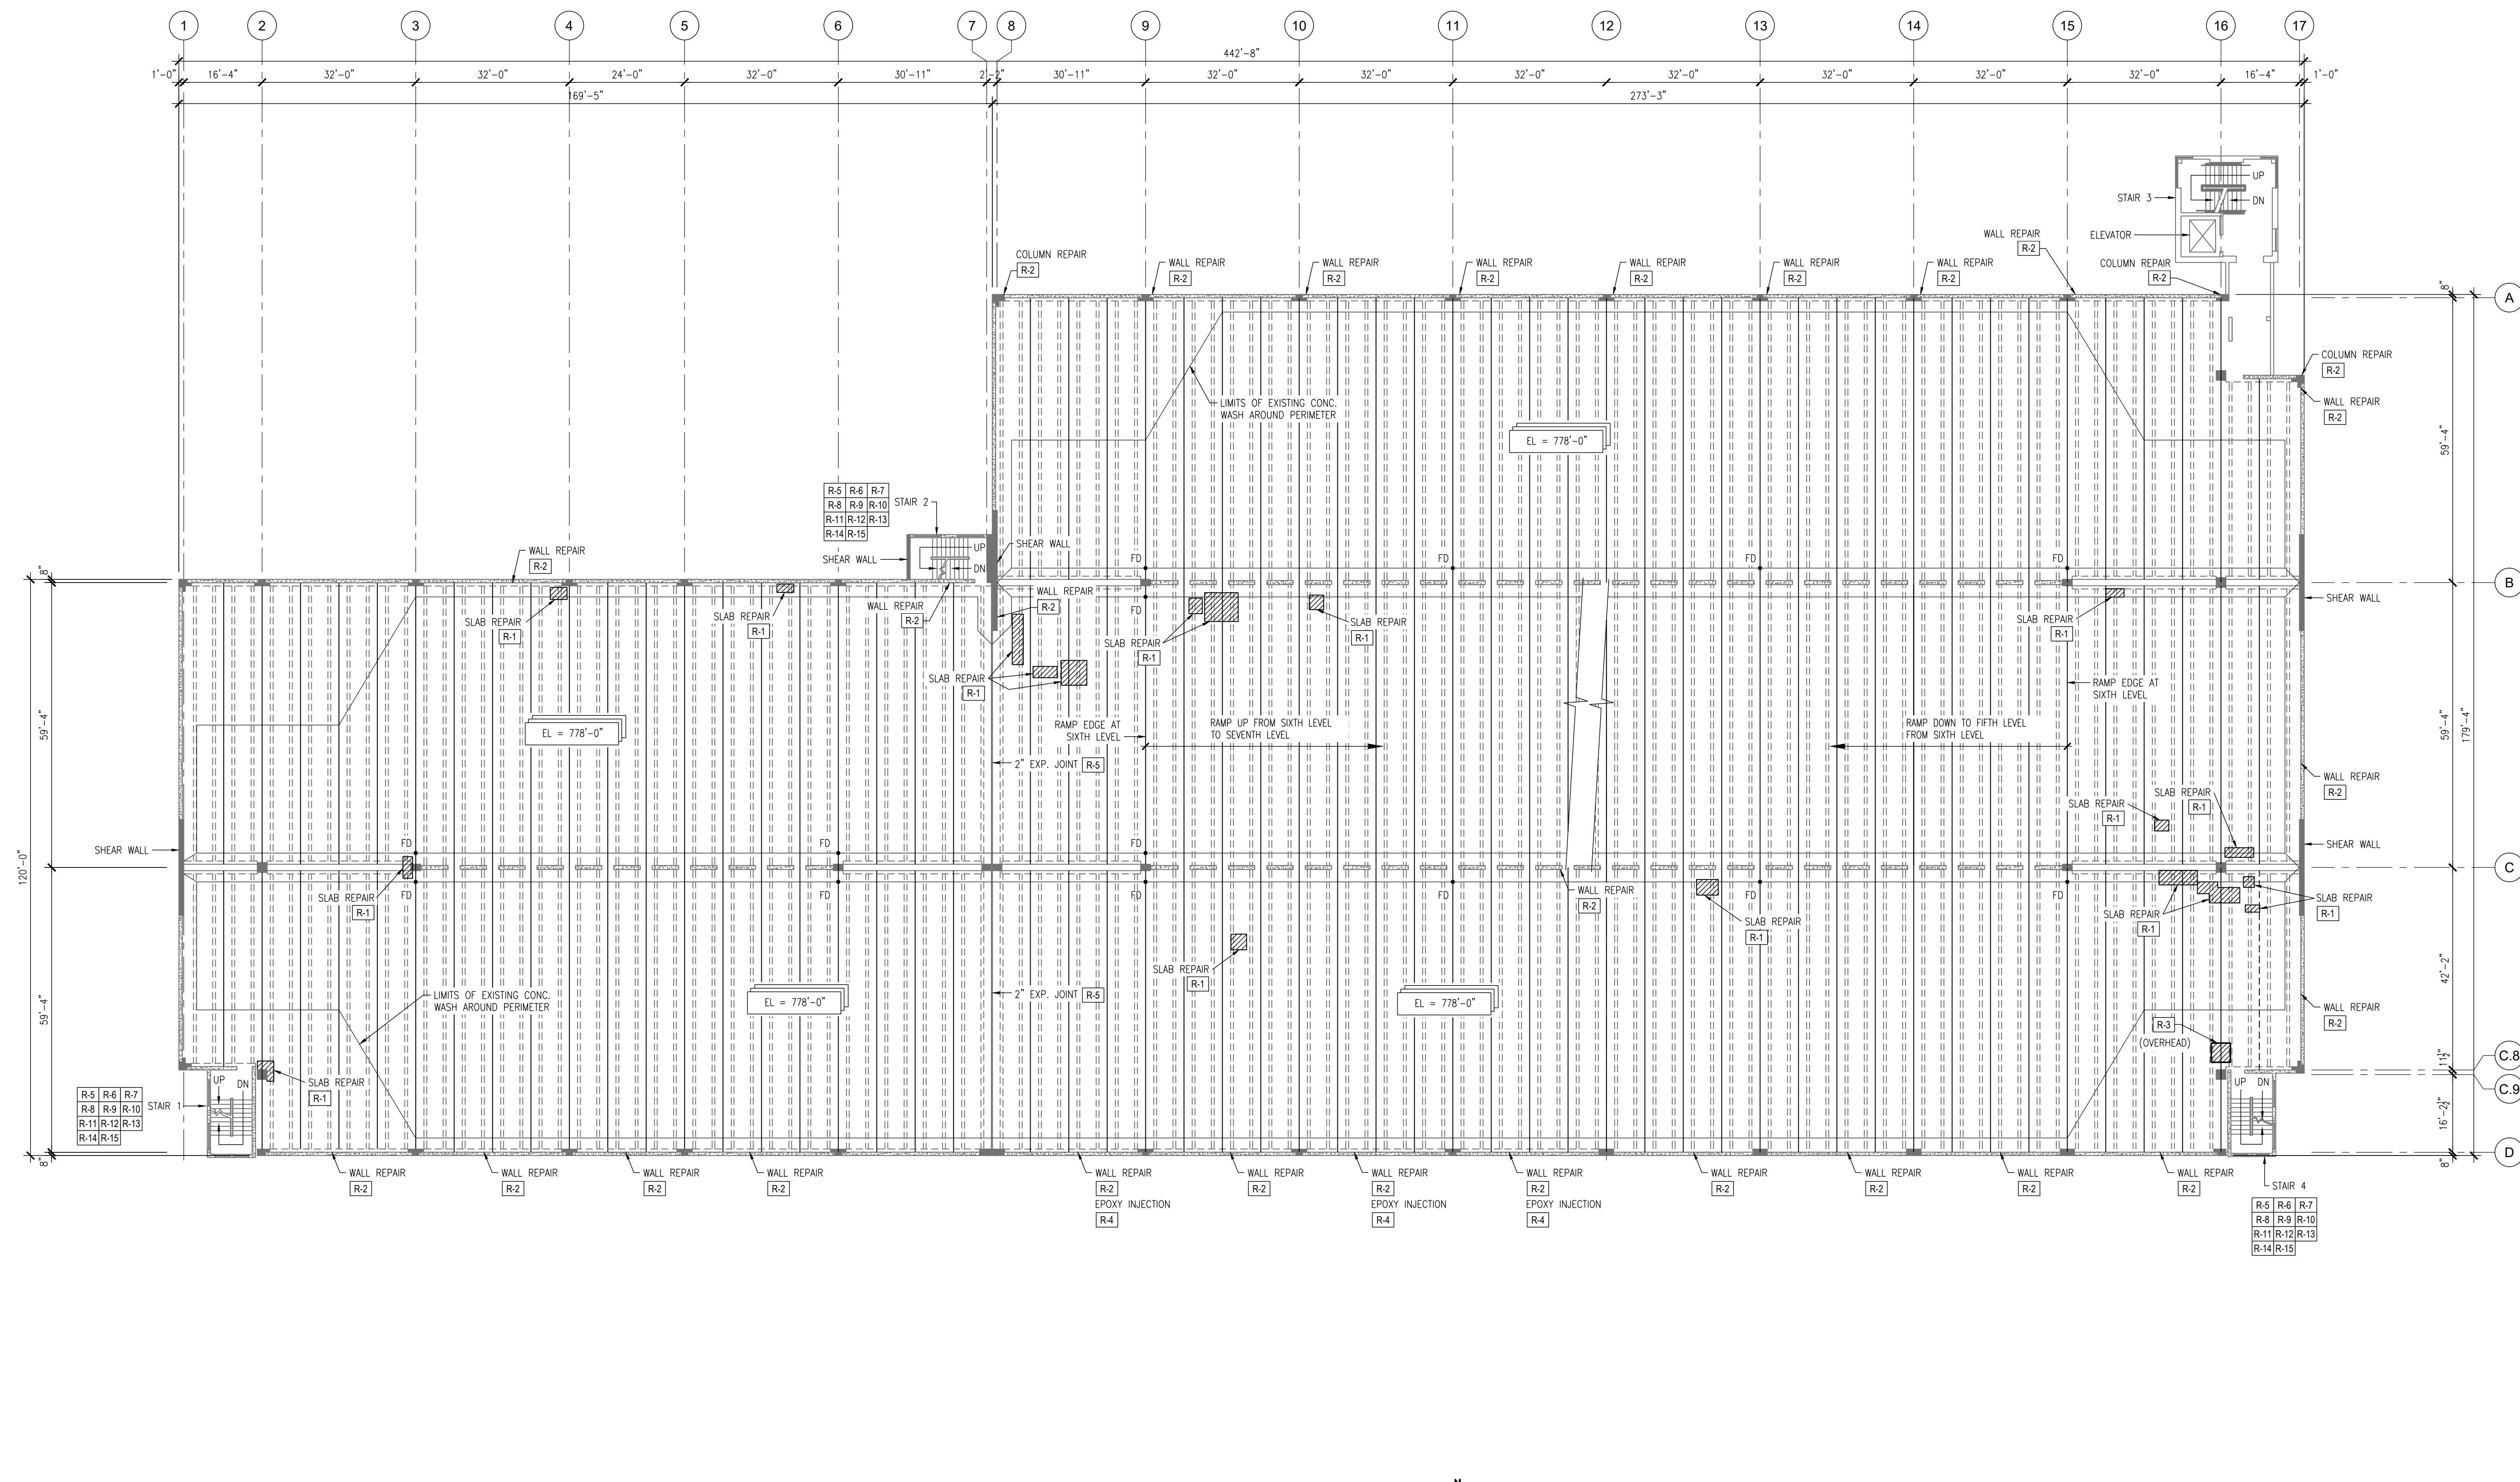 1 2 3 4 5 6 7 8 9 10 11 12 13 14 15 16 17
442'-8"
1'-0" 16'-4" 32'-0" 32'-0" 24'-0" 32'-0" 30'-11" 2'-2" 30'-11" 32'-0" 32'-0" 32'-0" 32'-0" 32'-0" 32'-0" 32'-0" 16'-4" 1'-0"
169'-5" 273'-3"
UP
STAIR 3
DN
ELEVATOR
WALL REPAIR
R-2
COLUMN REPAIR
R-2
COLUMN REPAIR
R-2
WALL REPAIR
R-2
WALL REPAIR
R-2
WALL REPAIR
R-2
WALL REPAIR
R-2
WALL REPAIR
R-2
WALL REPAIR
R-2
8"
A
COLUMN REPAIR
R-2
WALL REPAIR
R-2
LIMITS OF EXISTING CONC.
WASH AROUND PERIMETER
EL = 778'-0"
59'-4"
R-5 R-6 R-7
R-8 R-9 R-10
R-11 R-12 R-13
R-14 R-15
STAIR 2
SHEAR WALL
UP
DN
SHEAR WALL
FD
FD
FD
FD
FD
WALL REPAIR
R-2
8"
B
SHEAR WALL
WALL REPAIR
R-2
WALL REPAIR
R-2
SLAB REPAIR
R-1
SLAB REPAIR
R-1
SLAB REPAIR
R-1
SLAB REPAIR
R-1
SLAB REPAIR
R-1
SLAB REPAIR
R-1
RAMP EDGE AT
SIXTH LEVEL
RAMP EDGE AT
SIXTH LEVEL
RAMP UP FROM SIXTH LEVEL
TO SEVENTH LEVEL
RAMP DOWN TO FIFTH LEVEL
FROM SIXTH LEVEL
EL = 778'-0"
59'-4"
59'-4"
179'-4"
2" EXP. JOINT R-5
WALL REPAIR
R-2
SLAB REPAIR
R-1
SLAB REPAIR
R-1
SHEAR WALL
SHEAR WALL
FD
FD
FD
120'-0"
C
FD
FD
FD
FD
FD
FD
SLAB REPAIR
R-1
WALL REPAIR
R-2
SLAB REPAIR
R-1
SLAB REPAIR
R-1
SLAB REPAIR
R-1
SLAB REPAIR
R-1
42'-2"
LIMITS OF EXISTING CONC.
WASH AROUND PERIMETER
EL = 778'-0"
2" EXP. JOINT R-5
EL = 778'-0"
WALL REPAIR
R-2
59'-4"
R-3
(OVERHEAD)
11½"
C.8
C.9
UP DN
SLAB REPAIR
R-1
UP DN
R-5 R-6 R-7
R-8 R-9 R-10
R-11 R-12 R-13
R-14 R-15
STAIR 1
16'-2½"
8"
8"
D
WALL REPAIR
R-2
WALL REPAIR
R-2
WALL REPAIR
R-2
WALL REPAIR
R-2
WALL REPAIR
R-2
EPOXY INJECTION
R-4
WALL REPAIR
R-2
WALL REPAIR
R-2
EPOXY INJECTION
R-4
WALL REPAIR
R-2
EPOXY INJECTION
R-4
WALL REPAIR
R-2
WALL REPAIR
R-2
WALL REPAIR
R-2
WALL REPAIR
R-2
STAIR 4
R-5 R-6 R-7
R-8 R-9 R-10
R-11 R-12 R-13
R-14 R-15